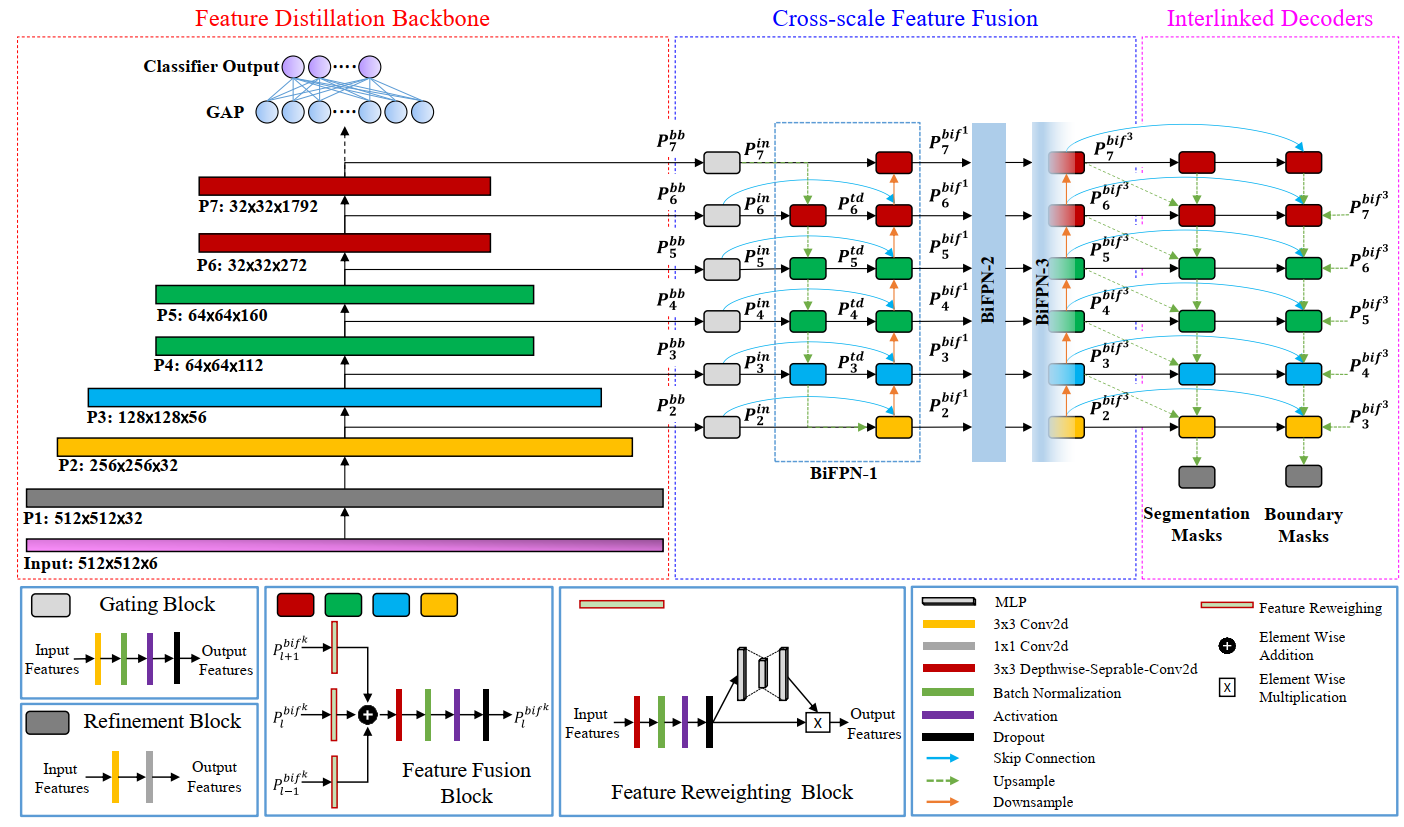 Feature Distillation Backbone
Cross-scale Feature Fusion
Interlinked Decoders
Classifier Output
GAP
P7: 32x32x1792
P6: 32x32x272
P5: 64x64x160
P4: 64x64x112
P3: 128x128x56
P2: 256x256x32
P1: 512x512x32
Input: 512x512x6
P_7^{bb} P_7^{in} P_7^{bif^1} P_7^{bif^3}
P_6^{bb} P_6^{in} P_6^{td} P_6^{bif^1} P_6^{bif^3} P_7^{bif^3}
P_5^{bb} P_5^{in} P_5^{td} P_5^{bif^1} P_5^{bif^3} P_6^{bif^3}
P_4^{bb} P_4^{in} P_4^{td} P_4^{bif^1} P_4^{bif^3} P_5^{bif^3}
P_3^{bb} P_3^{in} P_3^{td} P_3^{bif^1} P_3^{bif^3} P_4^{bif^3}
P_2^{bb} P_2^{in} P_2^{bif^1} P_2^{bif^3} P_3^{bif^3}
BiFPN-1
BiFPN-2
BiFPN-3
Segmentation
Masks
Boundary
Masks
Gating Block
Input
Features
Output
Features
Refinement Block
Input
Features
Output
Features
P_{l+1}^{bif^k}
P_l^{bif^k}
P_{l-1}^{bif^k}
P_l^{bif^k}
Feature Fusion
Block
Input
Features
X
Output
Features
Feature Reweighting Block
MLP
3x3 Conv2d
1x1 Conv2d
3x3 Depthwise-Seprable-Conv2d
Batch Normalization
Activation
Dropout
Skip Connection
Upsample
Downsample
Feature Reweighing
Element Wise
Addition
X
Element Wise
Multiplication